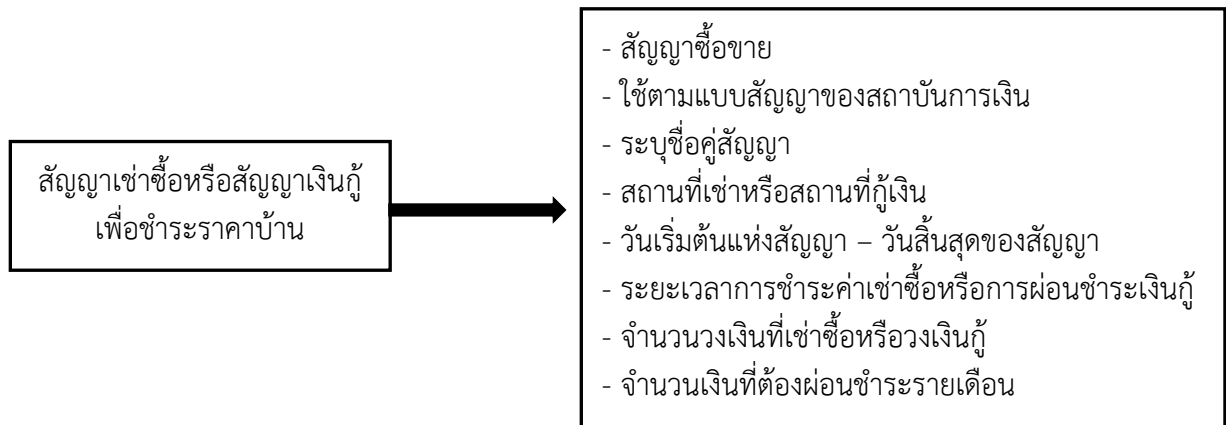 สัญญาเช่าซื้อหรือสัญญาเงินกู้
เพื่อชำระราคาบ้าน
- สัญญาซื้อขาย
- ใช้ตามแบบสัญญาของสถาบันการเงิน
- ระบุชื่อคู่สัญญา
- สถานที่เช่าหรือสถานที่กู้เงิน
- วันเริ่มต้นแห่งสัญญา – วันสิ้นสุดของสัญญา
- ระยะเวลาการชำระค่าเช่าซื้อหรือการผ่อนชำระเงินกู้
- จำนวนวงเงินที่เช่าซื้อหรือวงเงินกู้
- จำนวนเงินที่ต้องผ่อนชำระรายเดือน